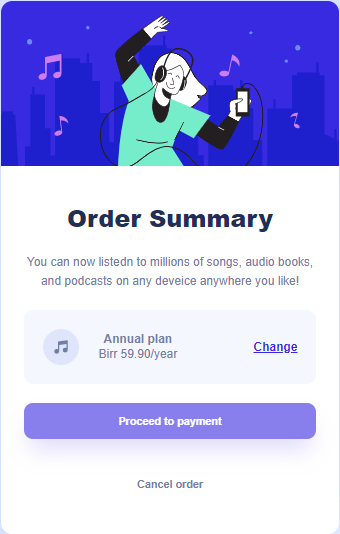 Order Summary
You can now listedn to millions of songs, audio books,
and podcasts on any deveice anywhere you like!
Annual plan
Birr 59.90/year
Change
Proceed to payment
Cancel order